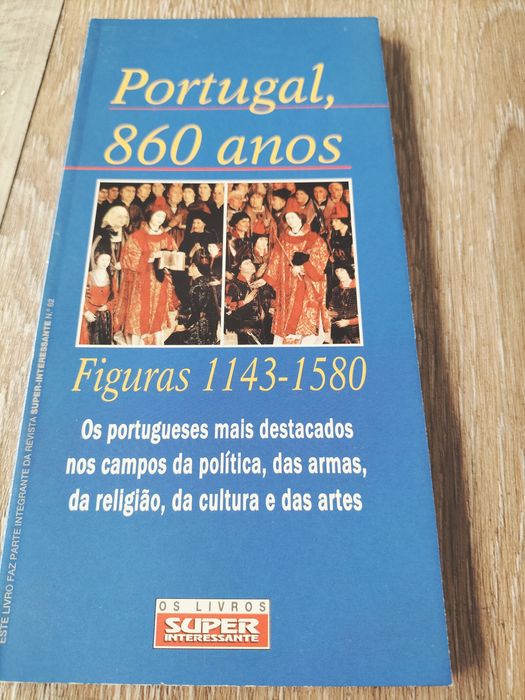 Portugal,
860 anos
Figuras 1143-1580
Os portugueses mais destacados
nos campos da política, das armas,
da religião, da cultura e das artes
OS LIVROS
SUPER
INTERESSANTE
ESTE LIVRO FAZ PARTE INTEGRANTE DA REVISTA SUPER-INTERESSANTE N.º 62